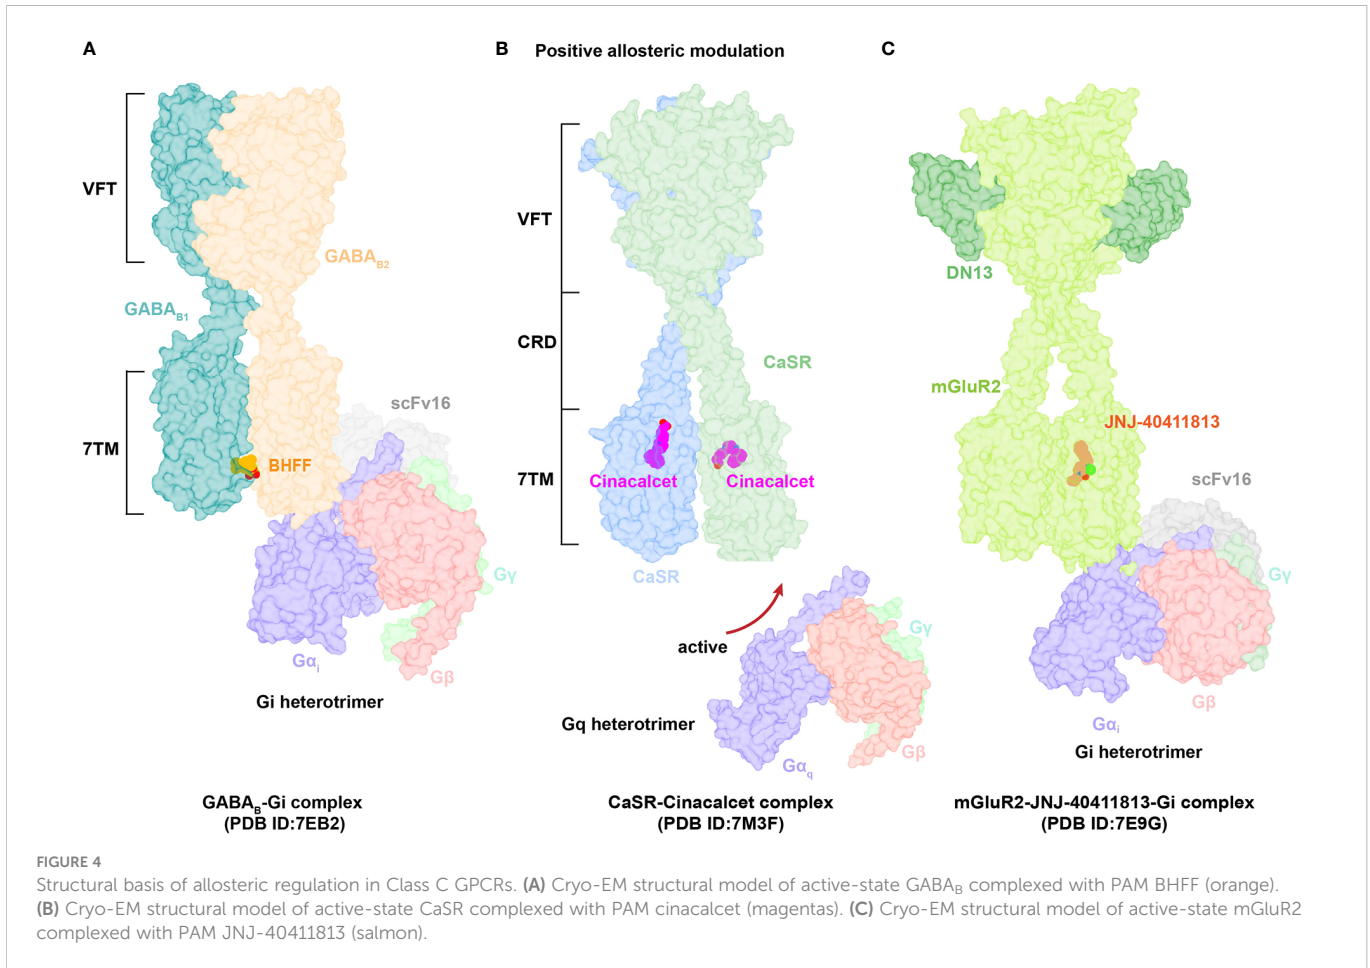 A
B
Positive allosteric modulation
C
VFT
GABAB2
GABAB1
7TM
BHFF
scFv16
Gγ
Gαi
Gβ
Gi heterotrimer
GABAB-Gi complex
(PDB ID:7EB2)
VFT
CRD
CaSR
7TM
Cinacalcet
Cinacalcet
CaSR
active
Gγ
Gq heterotrimer
Gβ
Gαq
CaSR-Cinacalcet complex
(PDB ID:7M3F)
DN13
mGluR2
JNJ-40411813
scFv16
Gγ
Gβ
Gαi
Gi heterotrimer
mGluR2-JNJ-40411813-Gi complex
(PDB ID:7E9G)
FIGURE 4
Structural basis of allosteric regulation in Class C GPCRs. (A) Cryo-EM structural model of active-state GABAB complexed with PAM BHFF (orange).
(B) Cryo-EM structural model of active-state CaSR complexed with PAM cinacalcet (magentas). (C) Cryo-EM structural model of active-state mGluR2
complexed with PAM JNJ-40411813 (salmon).